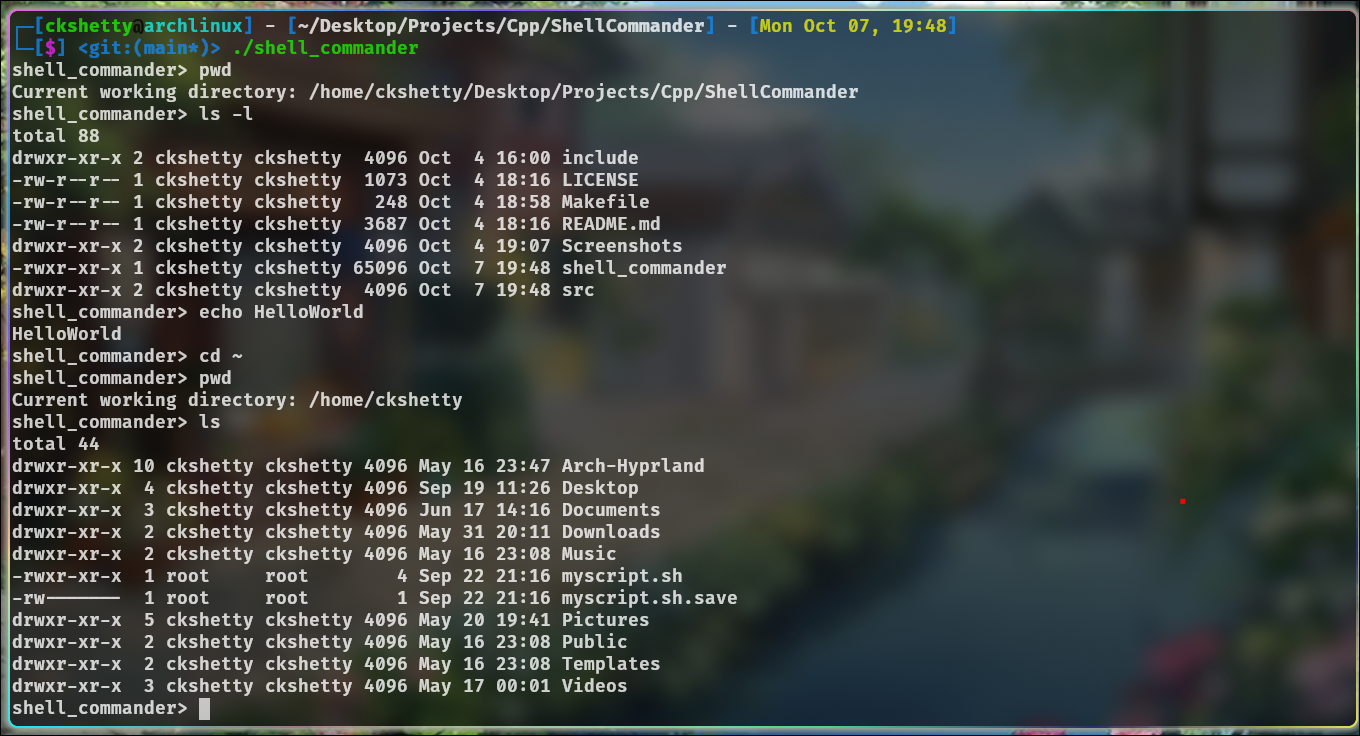 ┌─[ckshetty@archlinux] - [~/Desktop/Projects/Cpp/ShellCommander] - [Mon Oct 07, 19:48]
└─[$] <git:(main*)> ./shell_commander
shell_commander> pwd
Current working directory: /home/ckshetty/Desktop/Projects/Cpp/ShellCommander
shell_commander> ls -l
total 88
drwxr-xr-x 2 ckshetty ckshetty  4096 Oct  4 16:00 include
-rw-r--r-- 1 ckshetty ckshetty  1073 Oct  4 18:16 LICENSE
-rw-r--r-- 1 ckshetty ckshetty   248 Oct  4 18:58 Makefile
-rw-r--r-- 1 ckshetty ckshetty  3687 Oct  4 18:16 README.md
drwxr-xr-x 2 ckshetty ckshetty  4096 Oct  4 19:07 Screenshots
-rwxr-xr-x 1 ckshetty ckshetty 65096 Oct  7 19:48 shell_commander
drwxr-xr-x 2 ckshetty ckshetty  4096 Oct  7 19:48 src
shell_commander> echo HelloWorld
HelloWorld
shell_commander> cd ~
shell_commander> pwd
Current working directory: /home/ckshetty
shell_commander> ls
total 44
drwxr-xr-x 10 ckshetty ckshetty 4096 May 16 23:47 Arch-Hyprland
drwxr-xr-x  4 ckshetty ckshetty 4096 Sep 19 11:26 Desktop
drwxr-xr-x  3 ckshetty ckshetty 4096 Jun 17 14:16 Documents
drwxr-xr-x  2 ckshetty ckshetty 4096 May 31 20:11 Downloads
drwxr-xr-x  2 ckshetty ckshetty 4096 May 16 23:08 Music
-rwxr-xr-x  1 root     root        4 Sep 22 21:16 myscript.sh
-rw-------  1 root     root        1 Sep 22 21:16 myscript.sh.save
drwxr-xr-x  5 ckshetty ckshetty 4096 May 20 19:41 Pictures
drwxr-xr-x  2 ckshetty ckshetty 4096 May 16 23:08 Public
drwxr-xr-x  2 ckshetty ckshetty 4096 May 16 23:08 Templates
drwxr-xr-x  3 ckshetty ckshetty 4096 May 17 00:01 Videos
shell_commander>